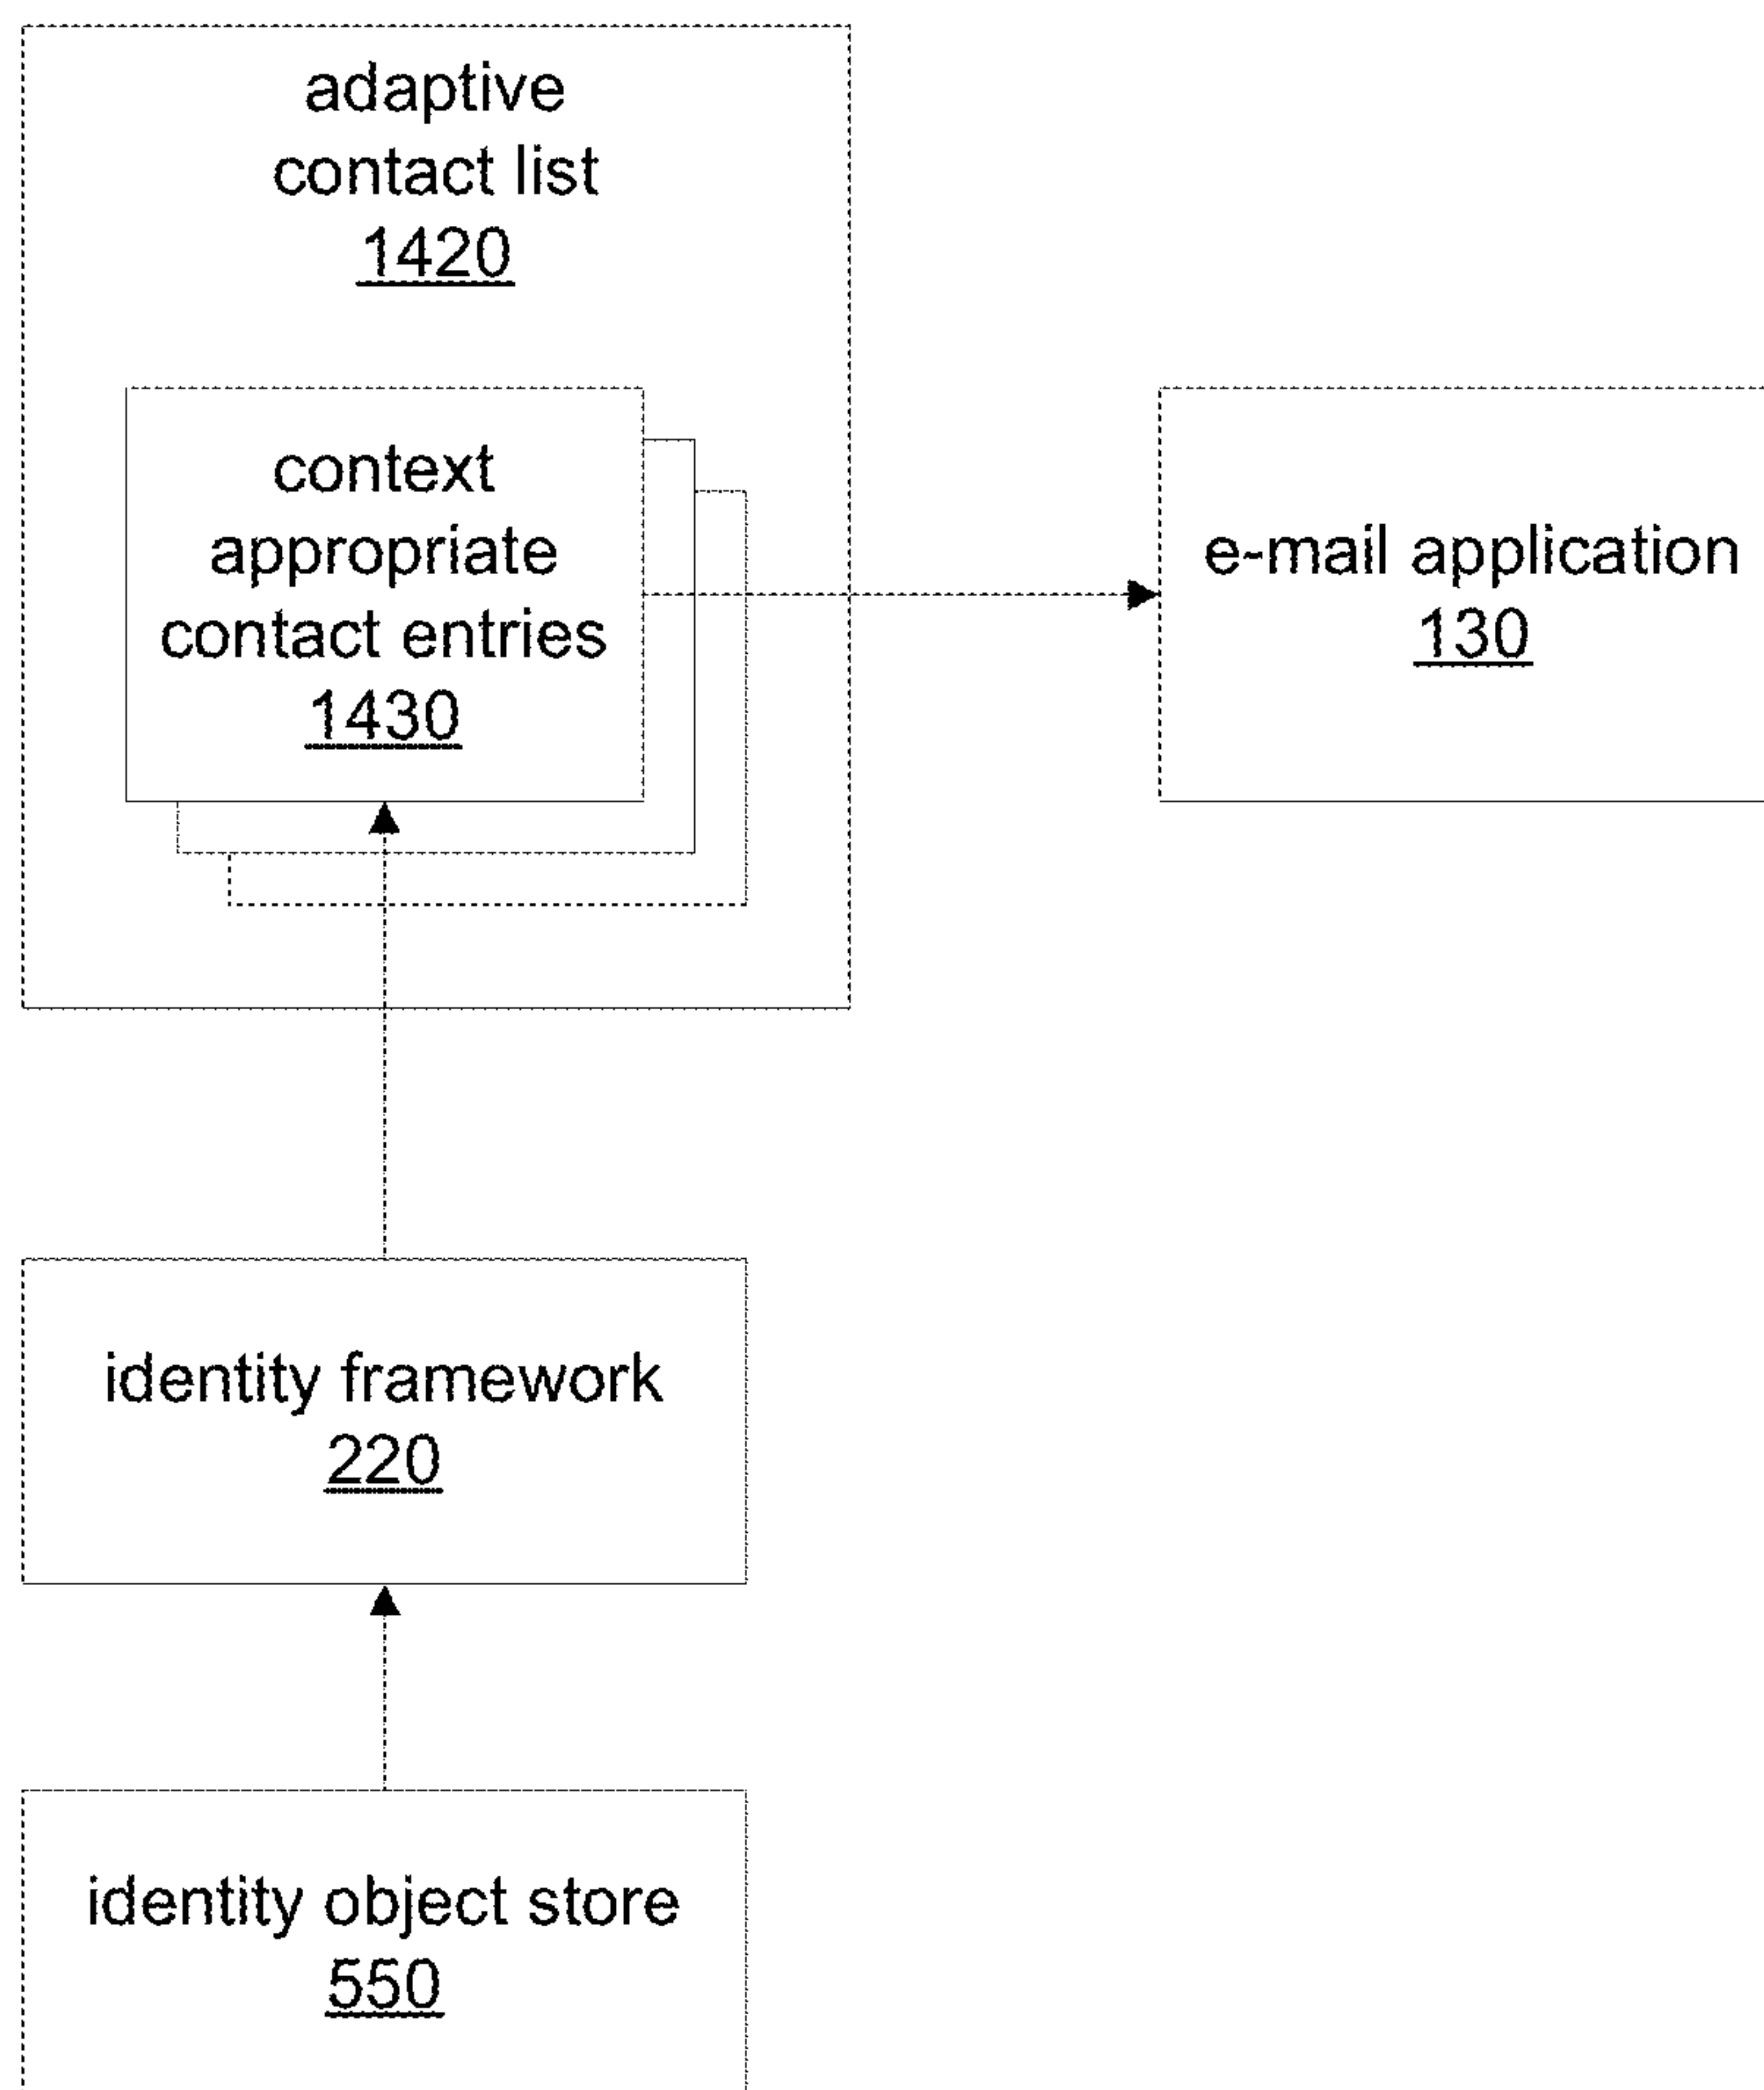 adaptive
contact list
1420
context
appropriate
contact entries
1430
e-mail application
130
identity framework
220
identity object store
550